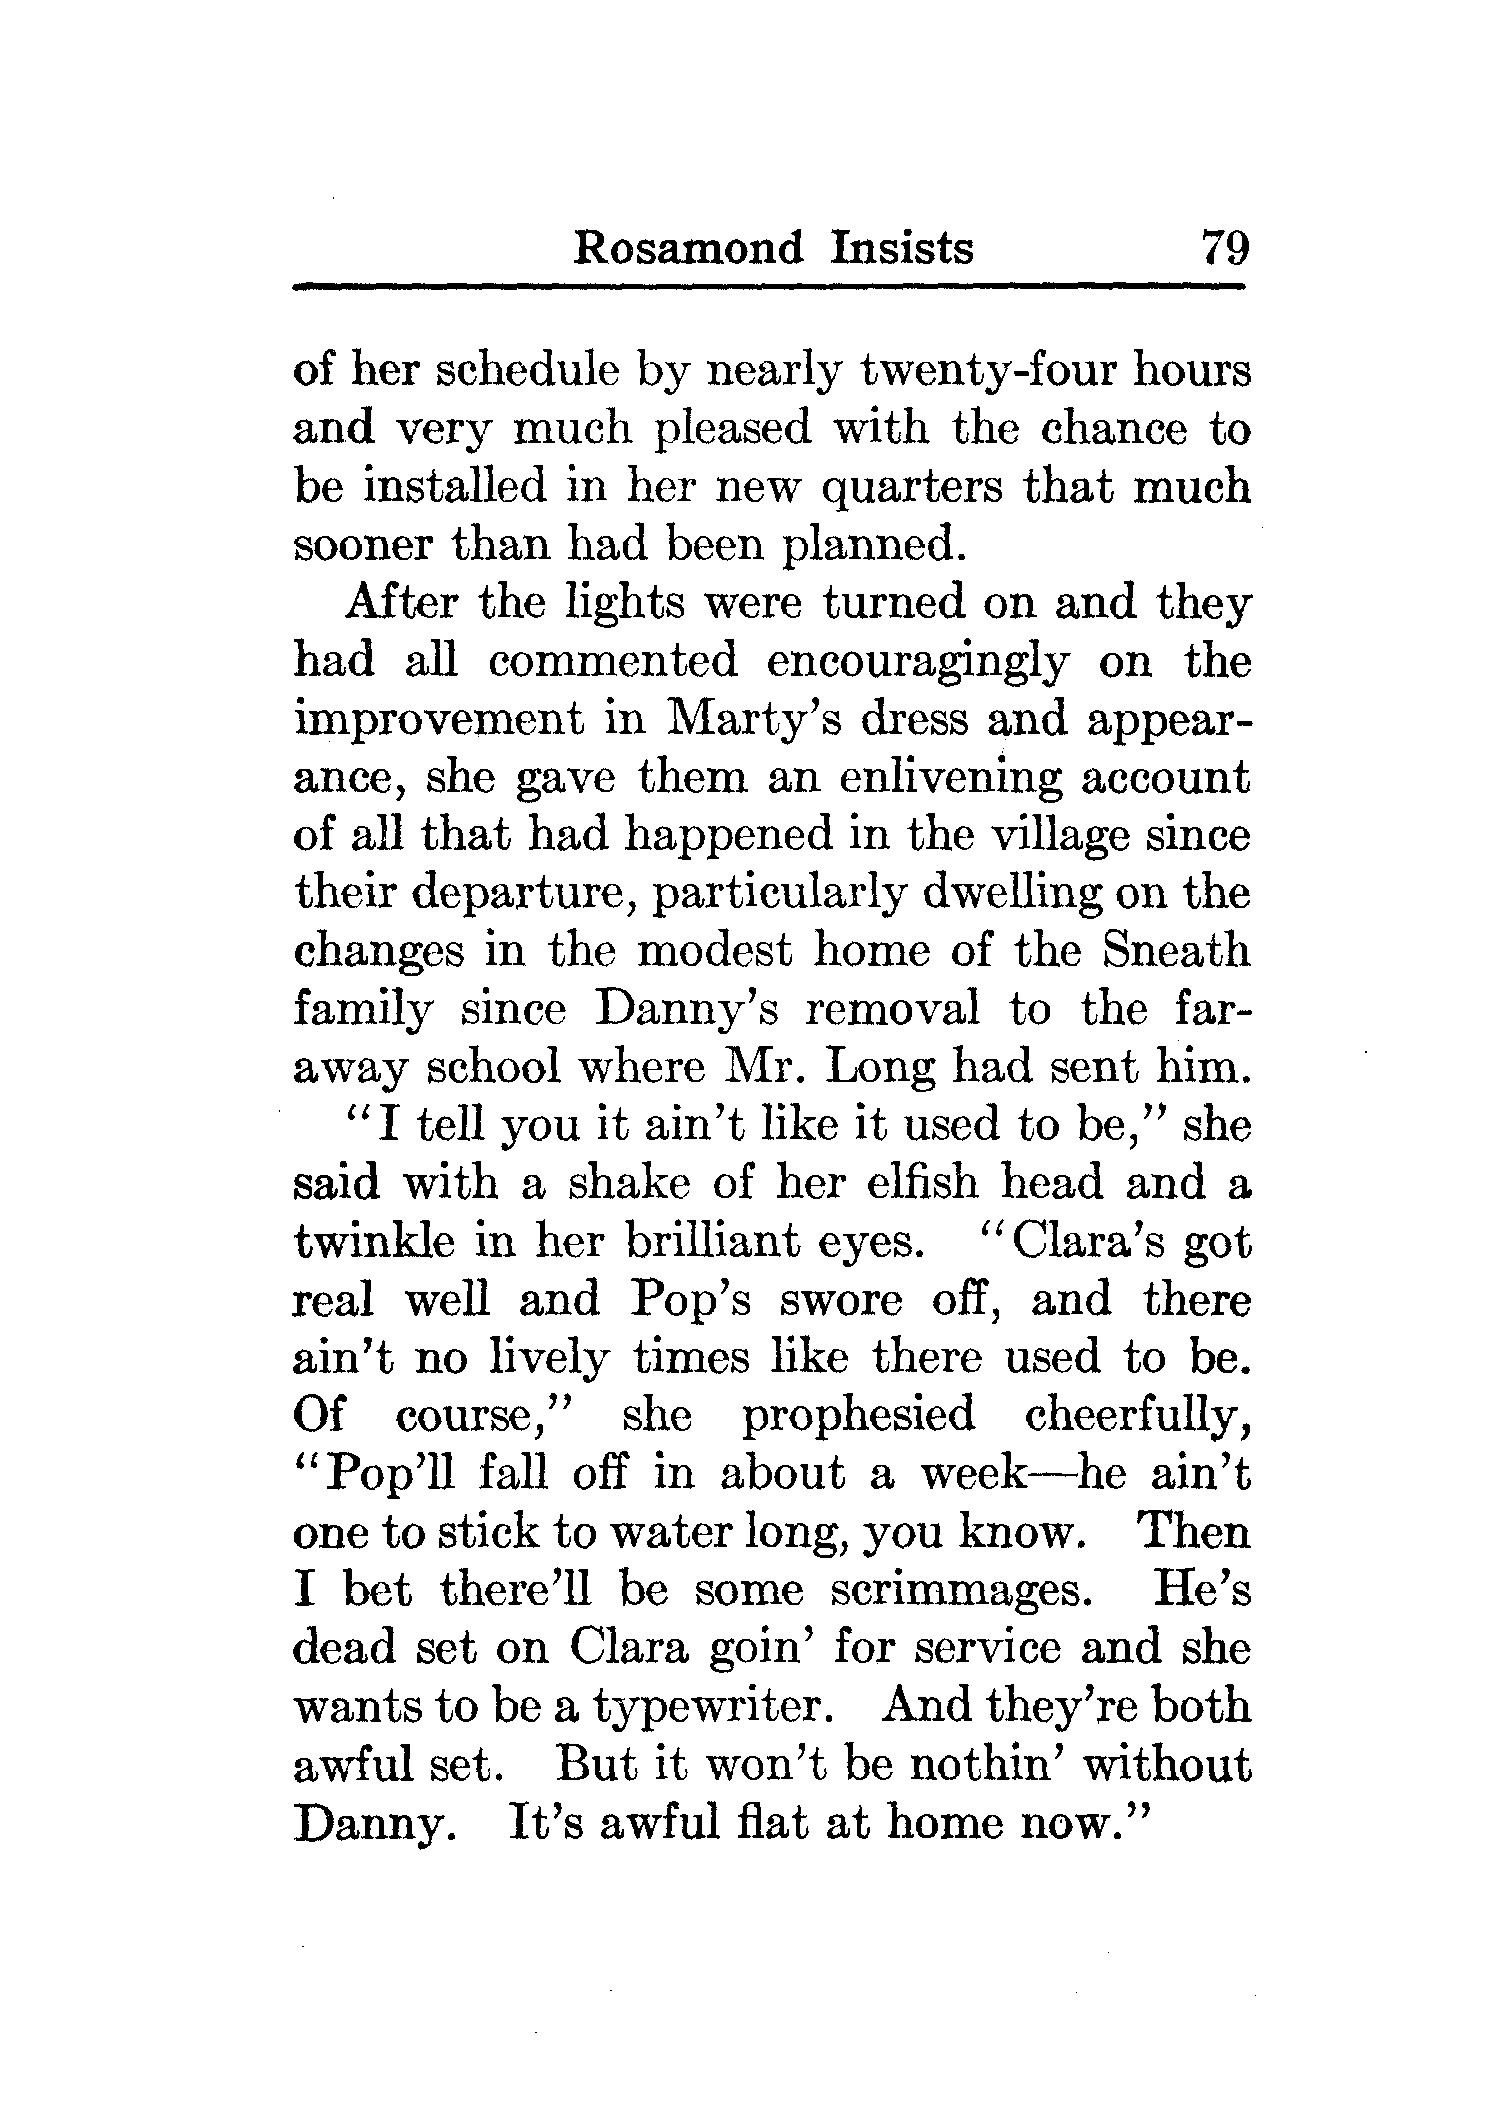 Rosamond Insists 79
of her schedule by nearly twenty-four hours
and very much pleased with the chance to
be installed in her new quarters that much
sooner than had been planned.
After the lights were turned on and they
had all commented encouragingly on the
improvement in Marty's dress and appear-
ance, she gave them an enlivening account
of all that had happened in the village since
their departure, particularly dwelling on the
changes in the modest home of the Sneath
family since Danny's removal to the far-
away school where Mr. Long had sent him.
"I tell you it ain't like it used to be," she
said with a shake of her elfish head and a
twinkle in her brilliant eyes. "Clara's got
real well and Pop's swore off, and there
ain't no lively times like there used to be.
Of course," she prophesied cheerfully,
"Pop'll fall off in about a week—he ain't
one to stick to water long, you know. Then
I bet there'll be some scrimmages. He's
dead set on Clara goin' for service and she
wants to be a typewriter. And they're both
awful set. But it won't be nothin' without
Danny. It's awful flat at home now."